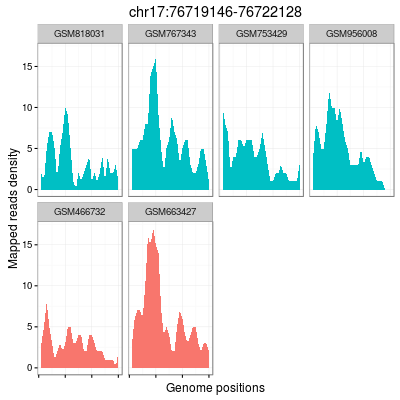 chr17:76719146-76722128
GSM818031 GSM767343 GSM753429 GSM956008
15
10
5
0
GSM466732 GSM663427
15
10
5
0
Mapped reads density
Genome positions